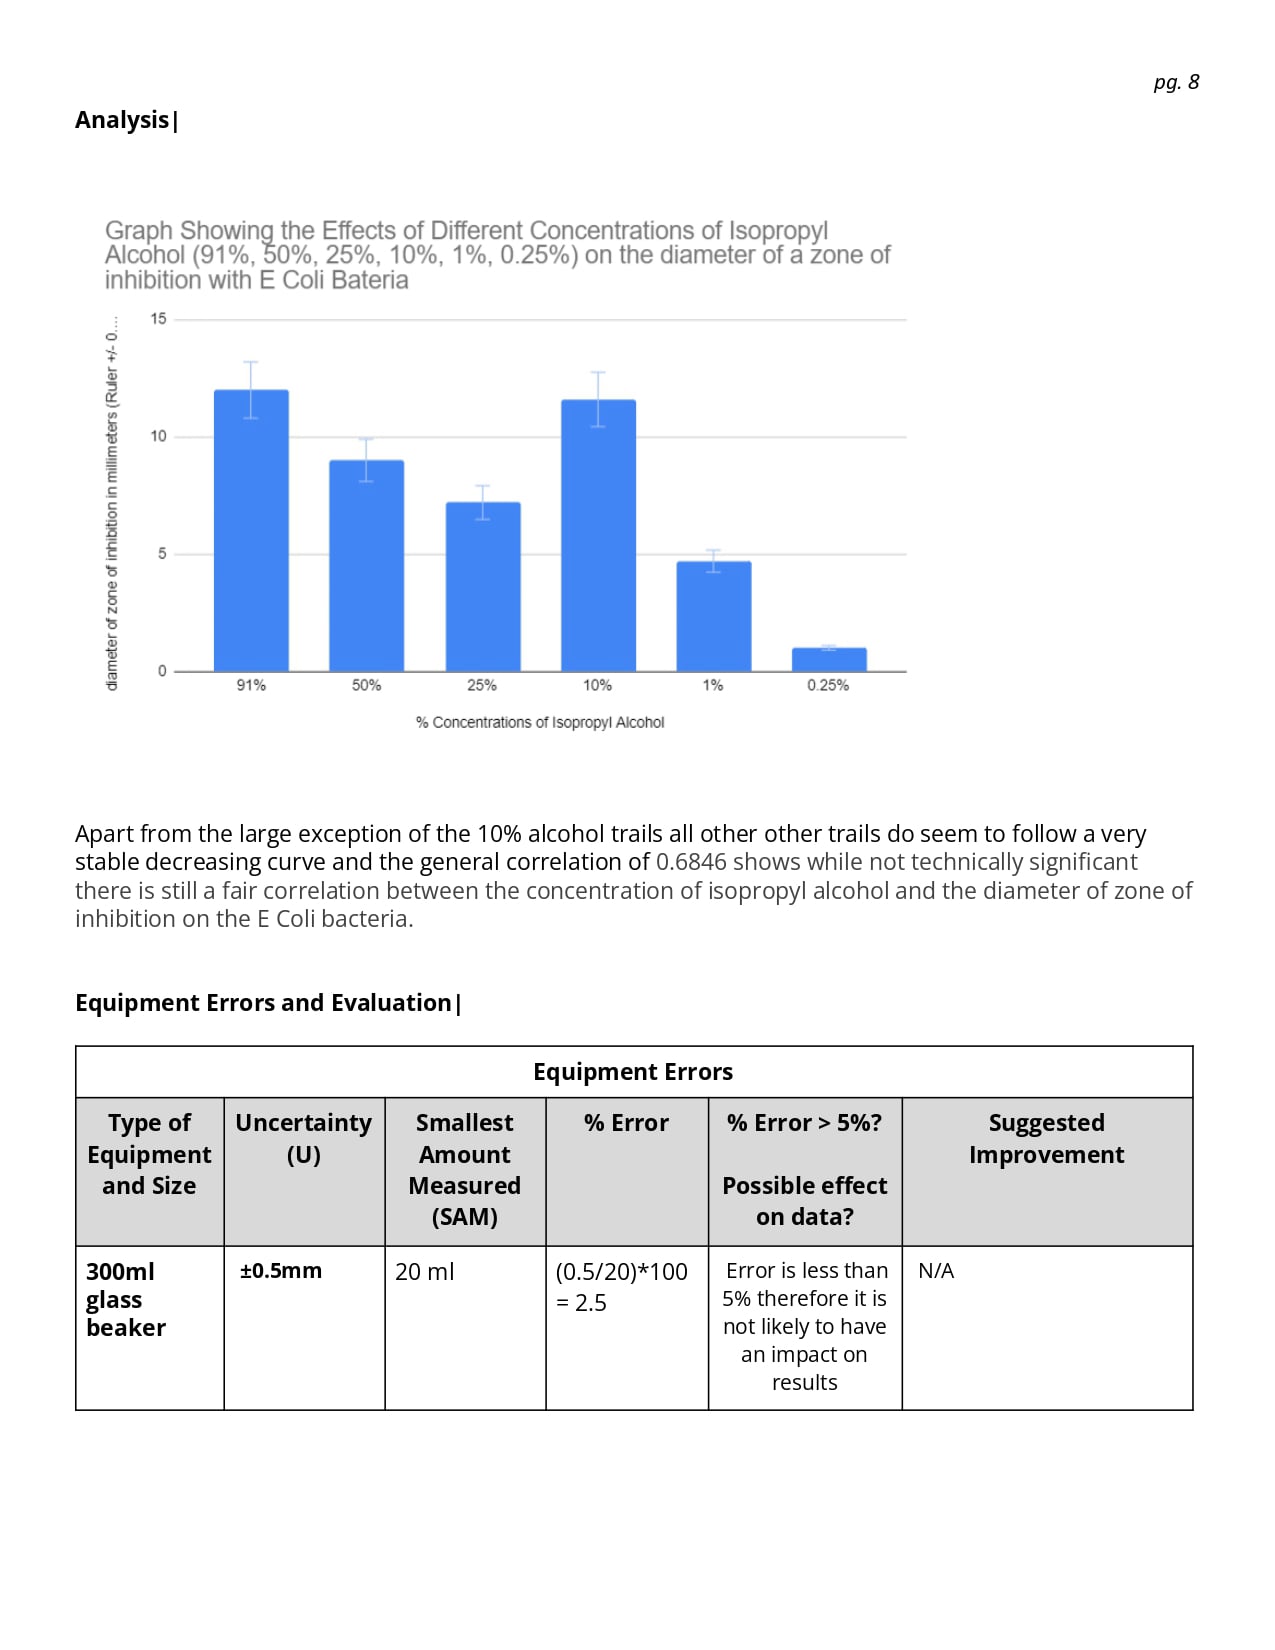 pg. 8
Analysis|
Graph Showing the Effects of Different Concentrations of Isopropyl
Alcohol (91%, 50%, 25%, 10%, 1%, 0.25%) on the diameter of a zone of
inhibition with E Coli Bateria
diameter of zone of inhibition in millimeters (Ruler +/- 0....
15
10
5
0
91% 50% 25% 10% 1% 0.25%
% Concentrations of Isopropyl Alcohol
Apart from the large exception of the 10% alcohol trails all other other trails do seem to follow a very
stable decreasing curve and the general correlation of 0.6846 shows while not technically significant
there is still a fair correlation between the concentration of isopropyl alcohol and the diameter of zone of
inhibition on the E Coli bacteria.
Equipment Errors and Evaluation|
Equipment Errors
Type of
Equipment
and Size
Uncertainty
(U)
Smallest
Amount
Measured
(SAM)
% Error
% Error > 5%?
Possible effect
on data?
Suggested
Improvement
300ml
glass
beaker
±0.5mm
20 ml
(0.5/20)*100
= 2.5
Error is less than
5% therefore it is
not likely to have
an impact on
results
N/A